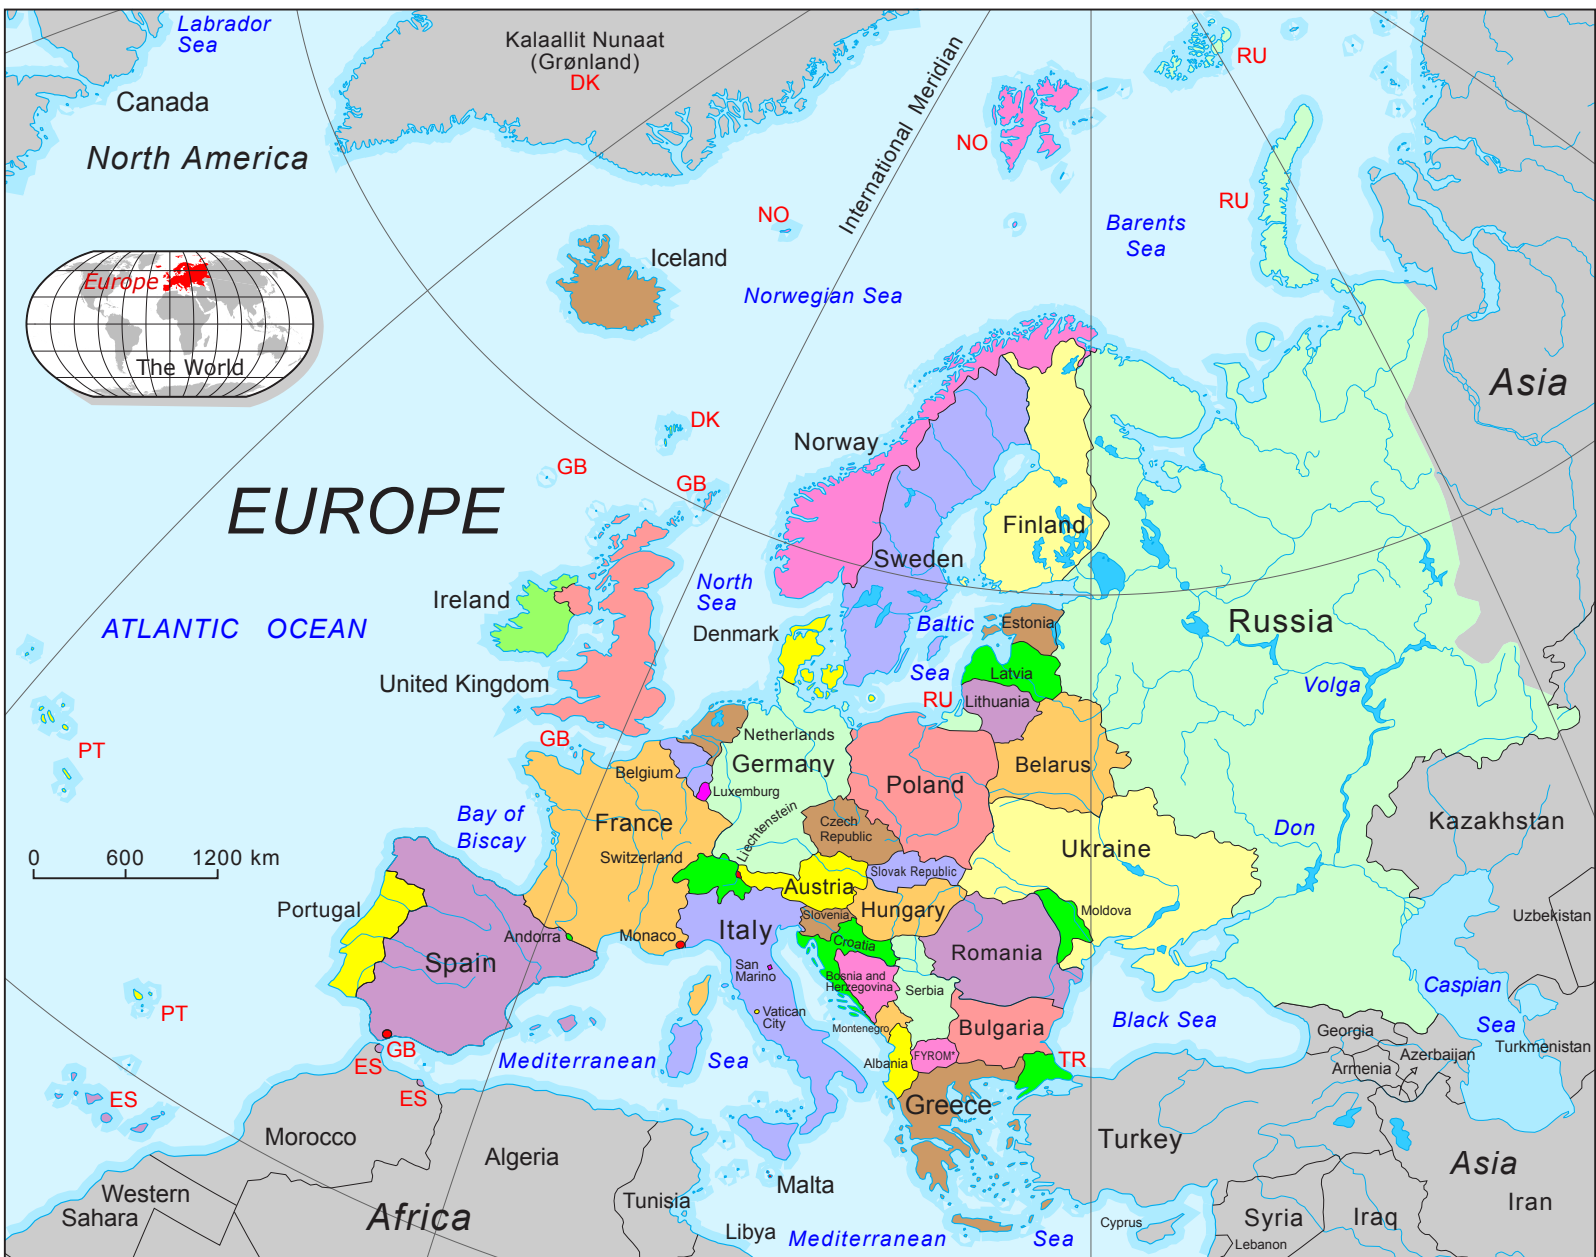 Labrador
Sea
Kalaallit Nunaat
(Grønland)
DK
Canada
North America
International Meridian
RU
NO
RU
NO
Barents
Sea
Iceland
Norwegian Sea
Europe
The World
Asia
DK
Norway
GB
GB
EUROPE
Finland
Sweden
North
Sea
Ireland
ATLANTIC OCEAN
Denmark
Baltic
Sea
Estonia
Russia
Latvia
United Kingdom
RU
Lithuania
Volga
PT
GB
Netherlands
Belgium
Germany
Luxemburg
Poland
Belarus
Bay of
Biscay
France
Liechtenstein
Czech
Republic
Don
Kazakhstan
0 600 1200 km
Switzerland
Slovak Republic
Ukraine
Austria
Portugal
Slovenia
Hungary
Moldova
Uzbekistan
Andorra
Monaco
Italy
Croatia
Romania
Spain
San
Marino
Bosnia and
Herzegovina
Serbia
Caspian
Sea
PT
Vatican
City
Montenegro
Bulgaria
Black Sea
Georgia
Turkmenistan
GB
ES
Mediterranean Sea
Albania
FYROM*
TR
Azerbaijan
Armenia
ES
ES
Greece
Morocco
Algeria
Turkey
Asia
Western
Sahara
Malta
Tunisia
Africa
Libya
Mediterranean Sea
Cyprus
Syria
Lebanon
Iraq
Iran